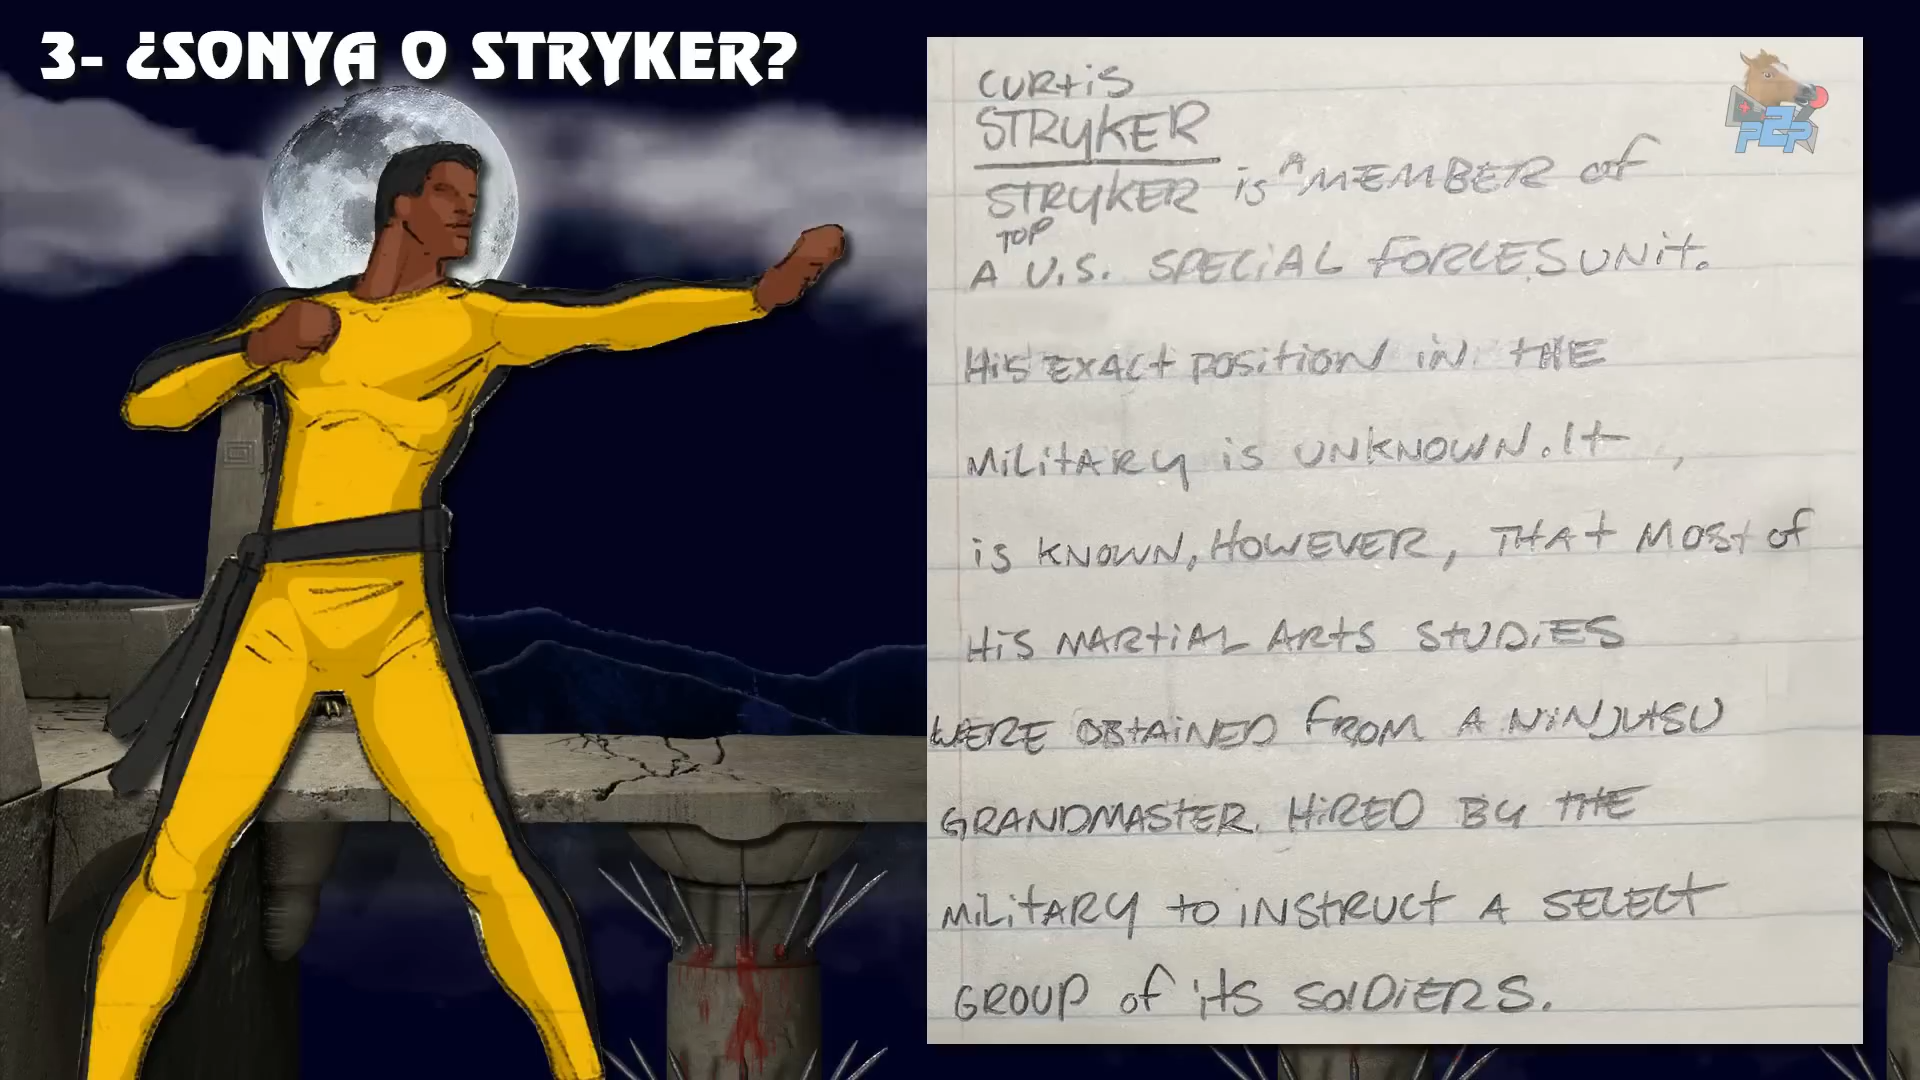 3- ¿SONYA O STRYKER?
CURTIS
STRYKER
STRYKER is A MEMBER of
A TOP U.S. SPECIAL FORCES UNIT.
HIS EXACT POSITION IN THE
MILITARY IS UNKNOWN. It
is KNOWN, HOWEVER, THAT MOST of
HIS MARTIAL ARTS STUDIES
WERE OBTAINED FROM A NINJUTSU
GRANDMASTER HIRED BY THE
MILITARY TO INSTRUCT A SELECT
GROUP of its SOLDIERS.
P2P